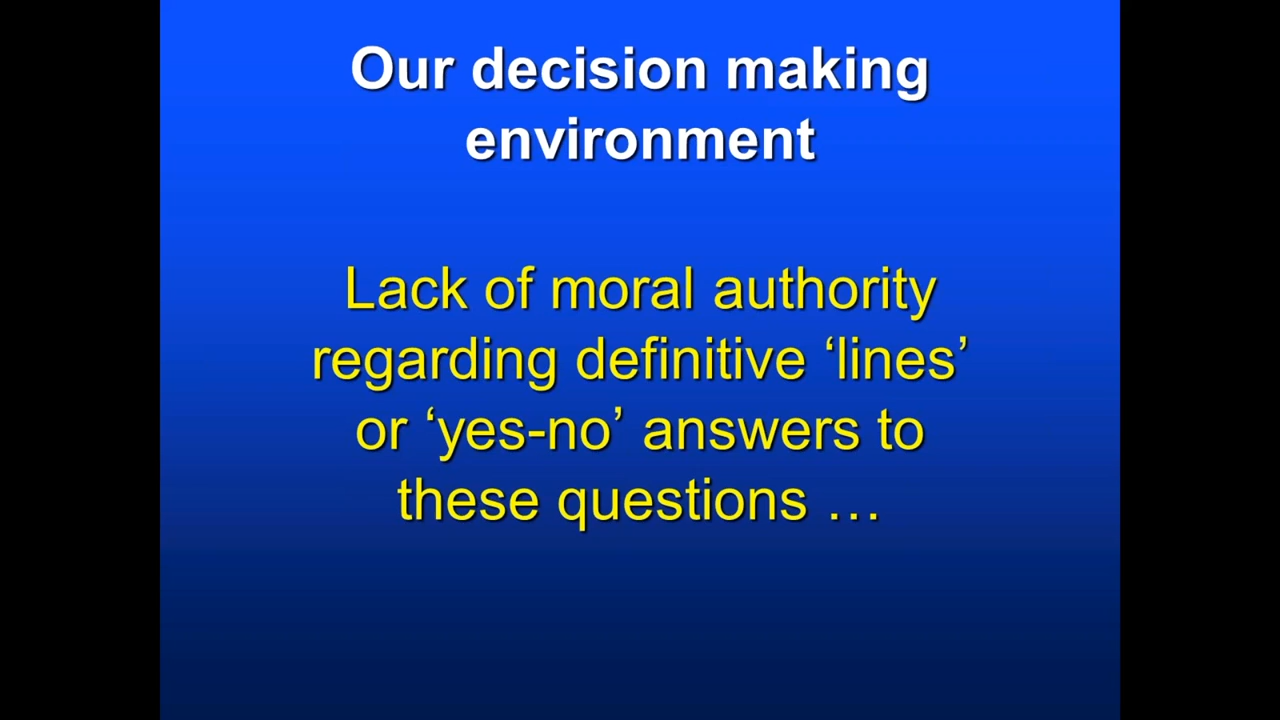 Our decision making
environment
Lack of moral authority
regarding definitive ‘lines’
or ‘yes-no’ answers to
these questions …